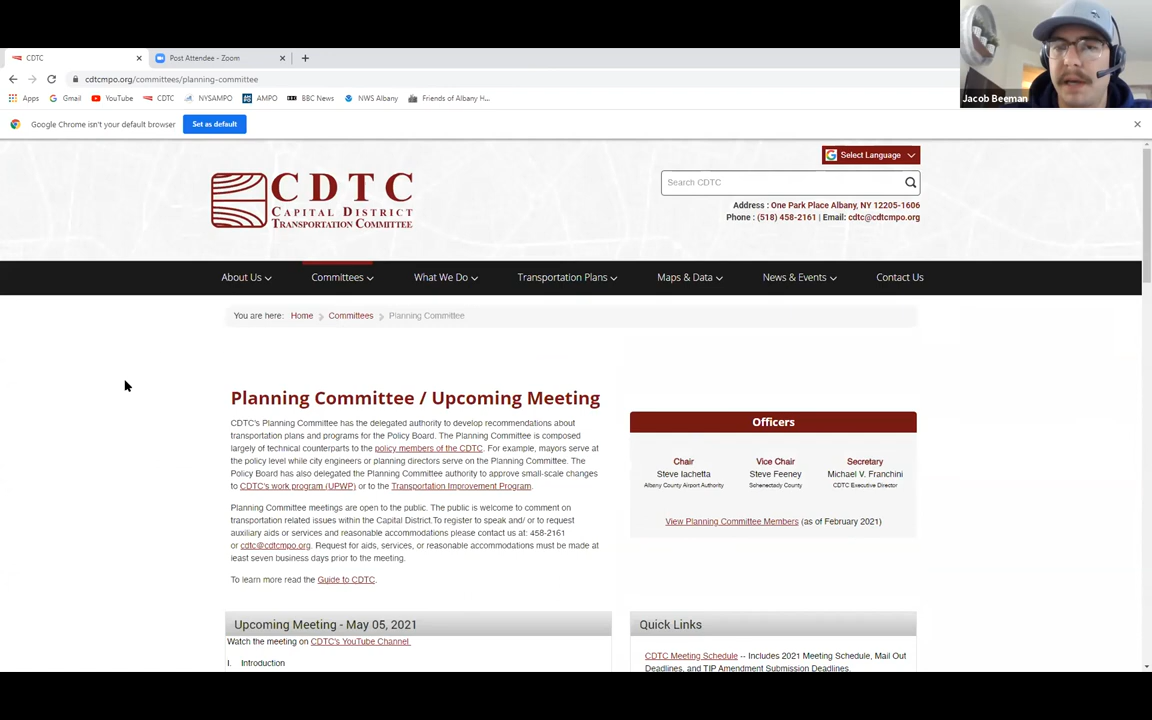 CDTC
Post Attendee - Zoom
cdtcmpo.org/committees/planning-committee
Apps Gmail YouTube CDTC NYSAMPO AMPO BBC News NWS Albany Friends of Albany H...
Google Chrome isn't your default browser Set as default
Jacob Beeman
Select Language
CDTC
CAPITAL DISTRICT
TRANSPORTATION COMMITTEE
Search CDTC
Address : One Park Place Albany, NY 12205-1606
Phone : (518) 458-2161 | Email: cdtc@cdtcmpo.org
About Us Committees What We Do Transportation Plans Maps & Data News & Events Contact Us
You are here: Home Committees Planning Committee
Planning Committee / Upcoming Meeting
CDTC's Planning Committee has the delegated authority to develop recommendations about
transportation plans and programs for the Policy Board. The Planning Committee is composed
largely of technical counterparts to the policy members of the CDTC. For example, mayors serve at
the policy level while city engineers or planning directors serve on the Planning Committee. The
Policy Board has also delegated the Planning Committee authority to approve small-scale changes
to CDTC's work program (UPWP) or to the Transportation Improvement Program.
Planning Committee meetings are open to the public. The public is welcome to comment on
transportation related issues within the Capital District.To register to speak and/ or to request
auxiliary aids or services and reasonable accommodations please contact us at: 458-2161
or cdtc@cdtcmpo.org. Request for aids, services, or reasonable accommodations must be made at
least seven business days prior to the meeting.
To learn more read the Guide to CDTC.
Officers
Chair
Steve Iachetta
Albany County Airport Authority
Vice Chair
Steve Feeney
Schenectady County
Secretary
Michael V. Franchini
CDTC Executive Director
View Planning Committee Members (as of February 2021)
Upcoming Meeting - May 05, 2021
Watch the meeting on CDTC's YouTube Channel
I. Introduction
Quick Links
CDTC Meeting Schedule -- Includes 2021 Meeting Schedule, Mail Out
Deadlines, and TIP Amendment Submission Deadlines.